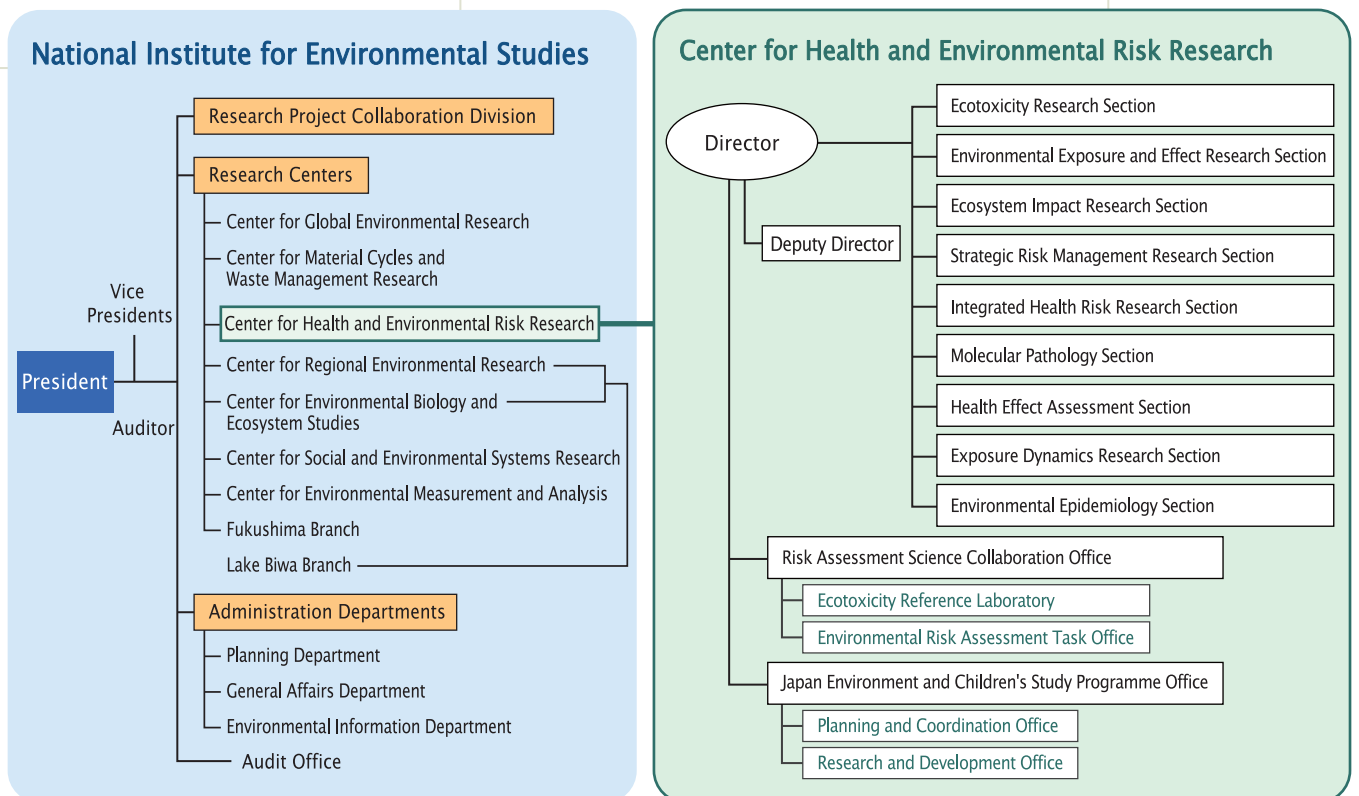 National Institute for Environmental Studies
Research Project Collaboration Division
Research Centers
Center for Global Environmental Research
Center for Material Cycles and
Waste Management Research
Vice
Presidents
Center for Health and Environmental Risk Research
Center for Regional Environmental Research
President
Center for Environmental Biology and
Ecosystem Studies
Auditor
Center for Social and Environmental Systems Research
Center for Environmental Measurement and Analysis
Fukushima Branch
Lake Biwa Branch
Administration Departments
Planning Department
General Affairs Department
Environmental Information Department
Audit Office
Center for Health and Environmental Risk Research
Director
Deputy Director
Ecotoxicity Research Section
Environmental Exposure and Effect Research Section
Ecosystem Impact Research Section
Strategic Risk Management Research Section
Integrated Health Risk Research Section
Molecular Pathology Section
Health Effect Assessment Section
Exposure Dynamics Research Section
Environmental Epidemiology Section
Risk Assessment Science Collaboration Office
Ecotoxicity Reference Laboratory
Environmental Risk Assessment Task Office
Japan Environment and Children's Study Programme Office
Planning and Coordination Office
Research and Development Office